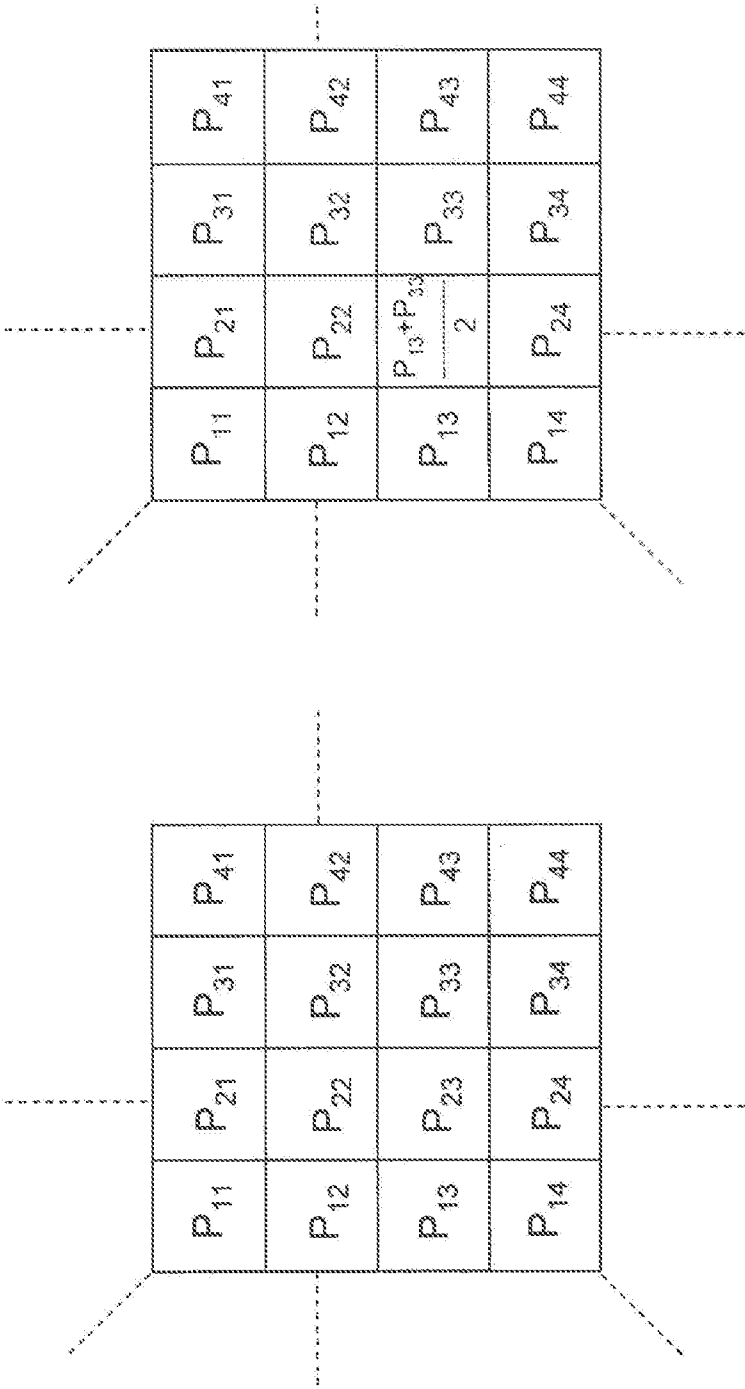 P₁₁ P₂₁ P₃₁ P₄₁
P₁₂ P₂₂ P₃₂ P₄₂
P₁₃ P₂₃ P₃₃ P₄₃
P₁₄ P₂₄ P₃₄ P₄₄
P₁₁ P₂₁ P₃₁ P₄₁
P₁₂ P₂₂ P₃₂ P₄₂
P₁₃ P₁₃+P₃₃ P₃₃ P₄₃
2
P₁₄ P₂₄ P₃₄ P₄₄